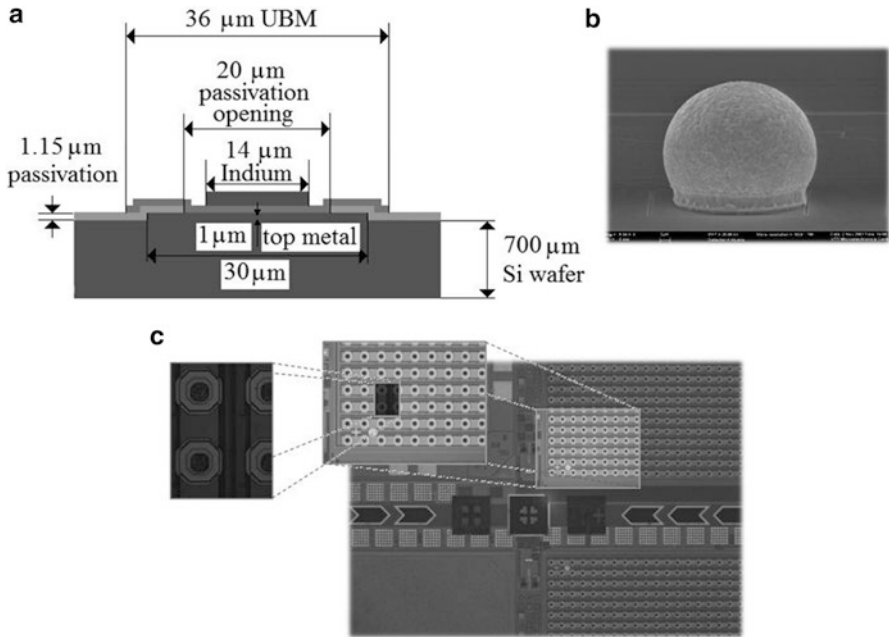 a
36 µm UBM
20 µm
passivation
opening
14 µm
Indium
1.15 µm
passivation
1µm
top metal
30µm
700 µm
Si wafer
b
c